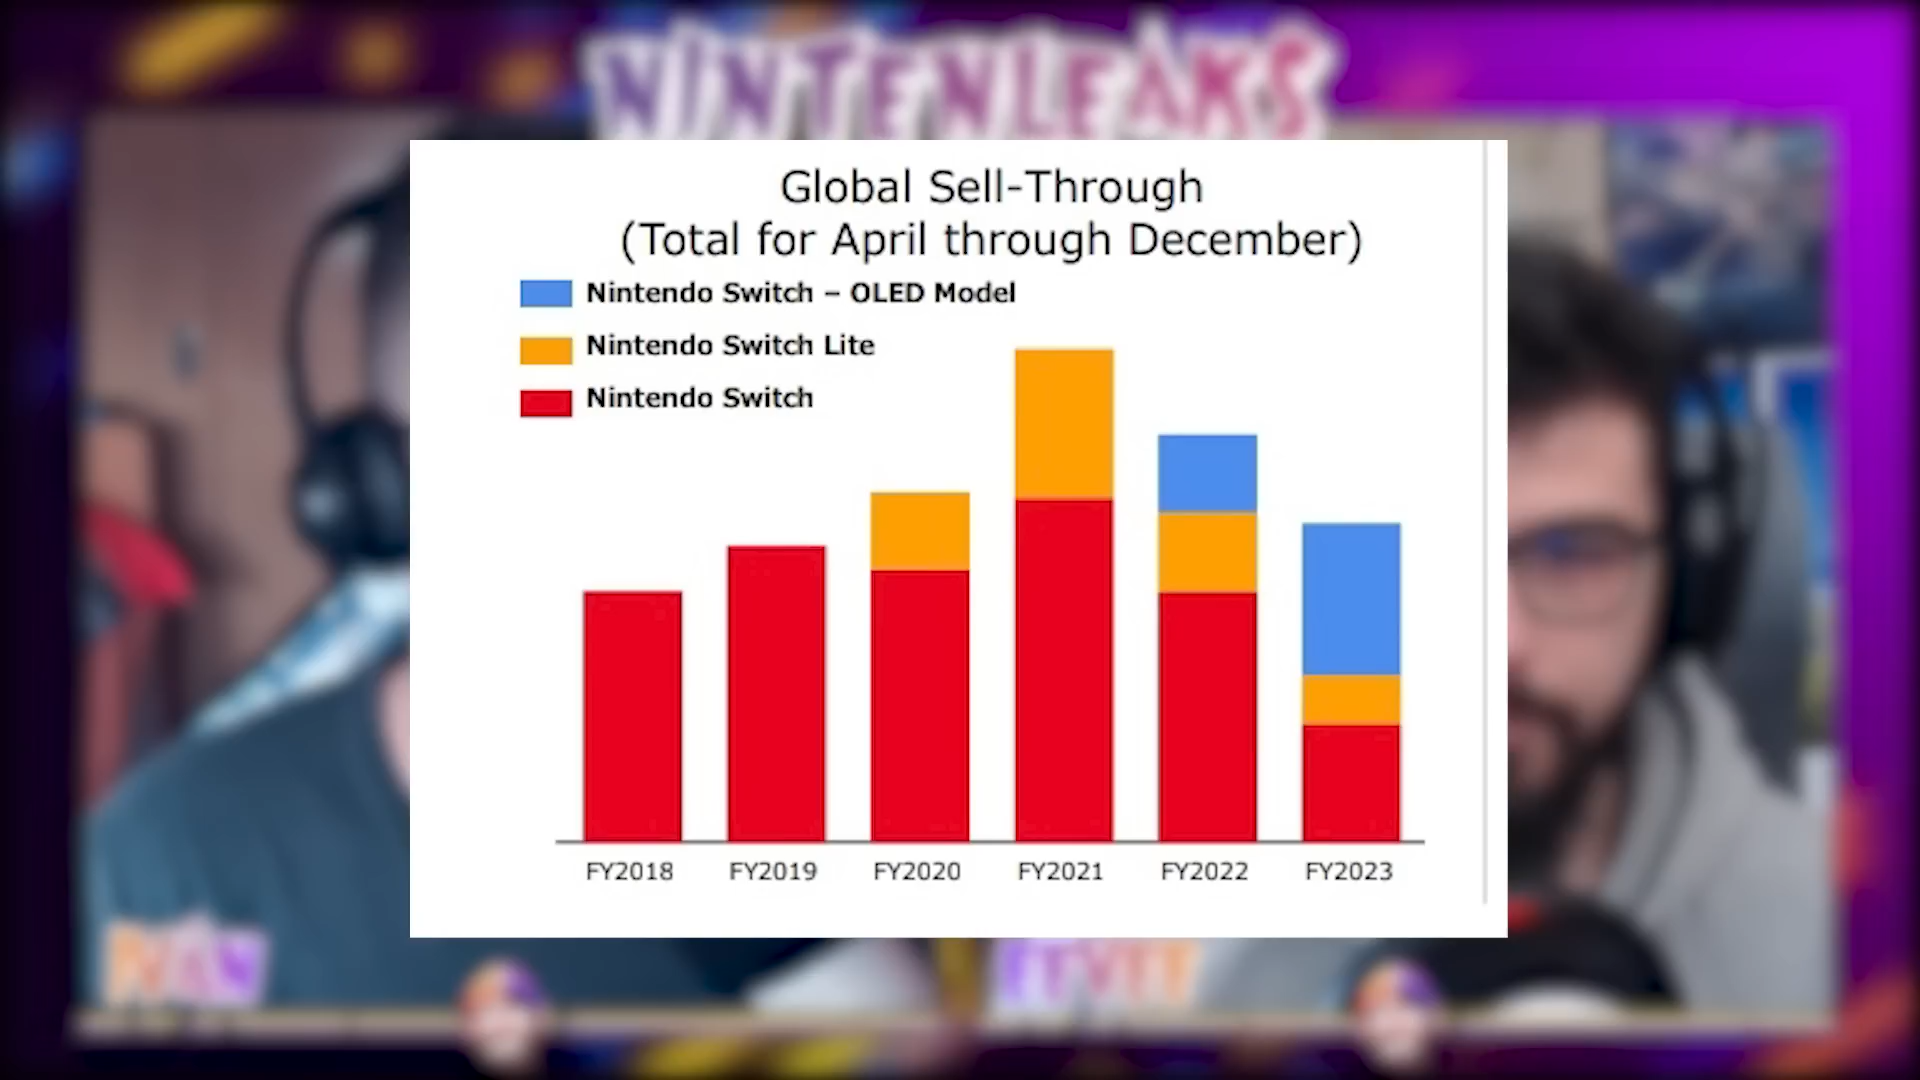 NINTENLEAKS
Global Sell-Through
(Total for April through December)
Nintendo Switch – OLED Model
Nintendo Switch Lite
Nintendo Switch
FY2018 FY2019 FY2020 FY2021 FY2022 FY2023